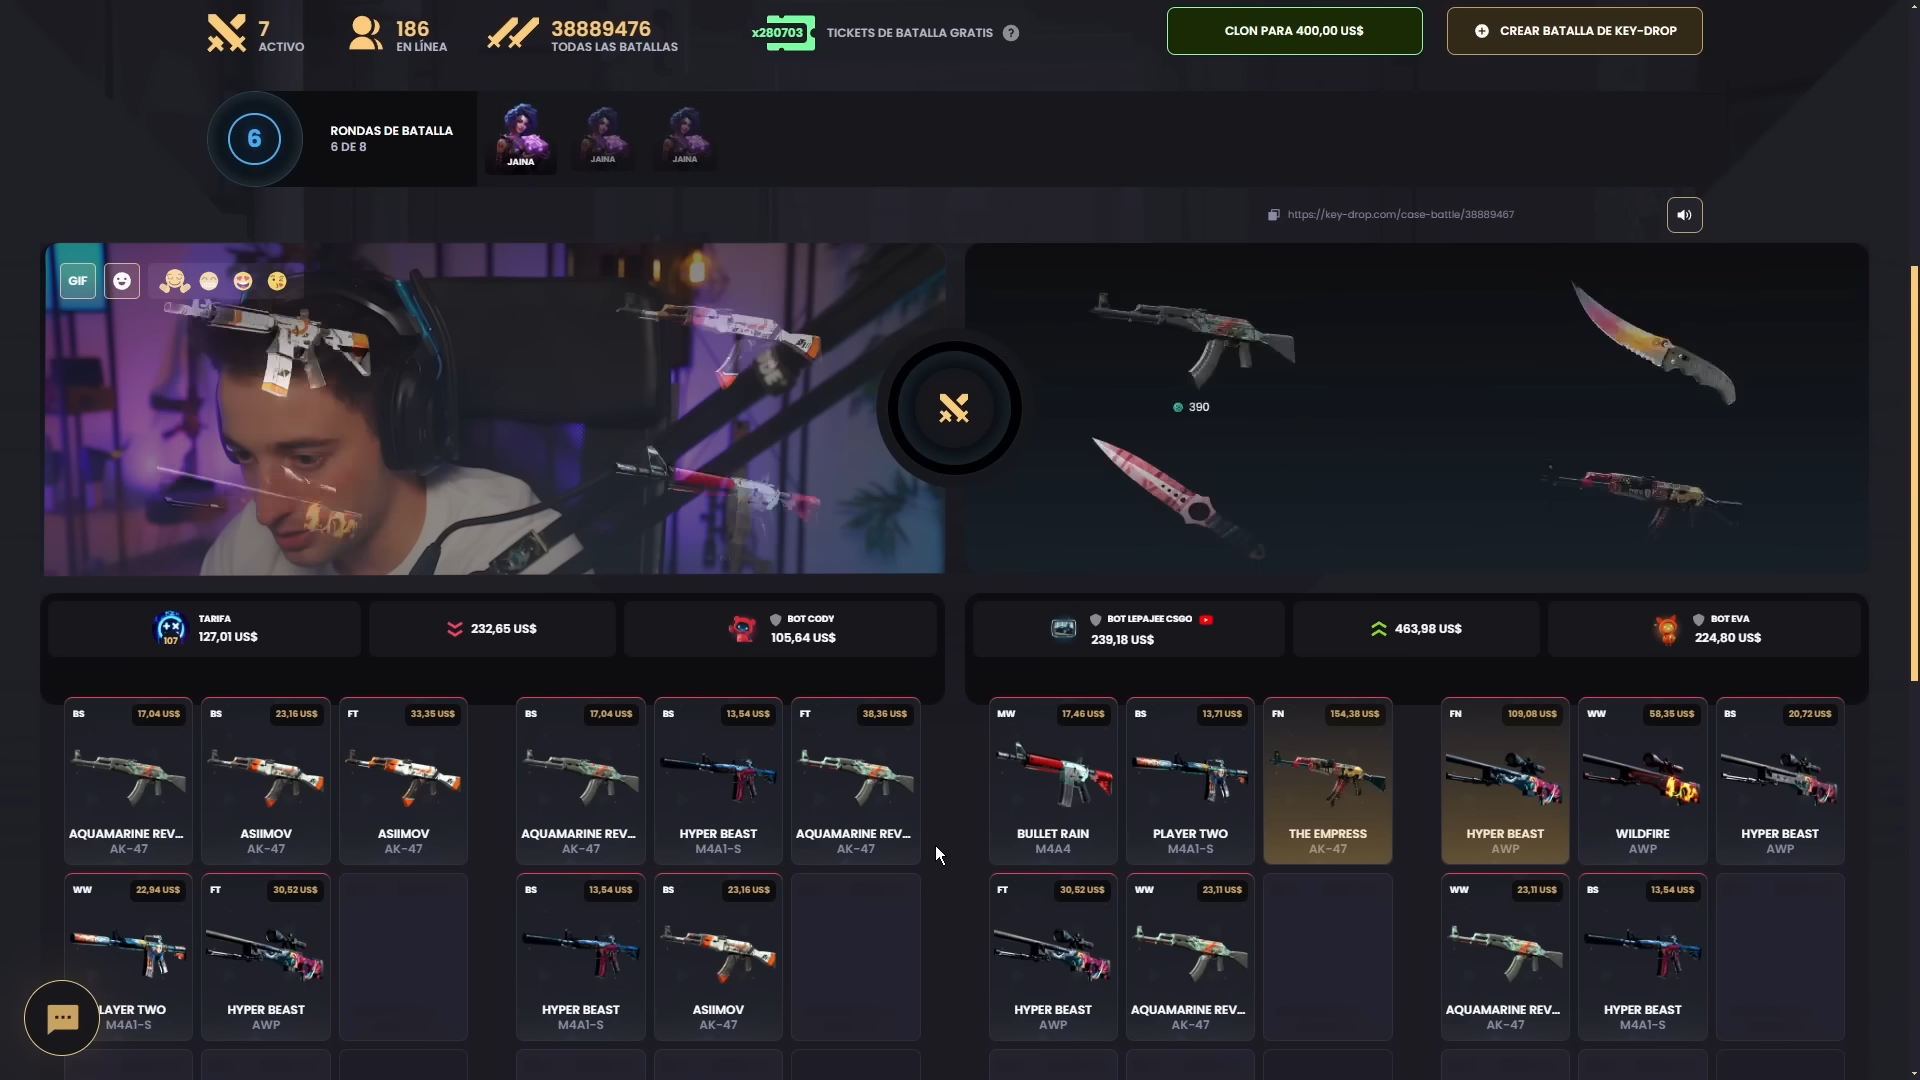 7
ACTIVO
186
EN LÍNEA
38889476
TODAS LAS BATALLAS
x280703
TICKETS DE BATALLA GRATIS
?
CLON PARA 400,00 US$
CREAR BATALLA DE KEY-DROP
6
RONDAS DE BATALLA
6 DE 8
JAINA
JAINA
JAINA
https://key-drop.com/case-battle/38889467
GIF
390
107
TARIFA
127,01 US$
232,65 US$
BOT CODY
105,64 US$
BOT LEPAJEE CSGO
239,18 US$
463,98 US$
BOT EVA
224,80 US$
BS 17,04 US$
BS 23,16 US$
FT 33,35 US$
BS 17,04 US$
BS 13,54 US$
FT 38,36 US$
MW 17,46 US$
BS 13,71 US$
FN 154,38 US$
FN 109,08 US$
WW 58,35 US$
BS 20,72 US$
AQUAMARINE REV...
AK-47
ASIIMOV
AK-47
ASIIMOV
AK-47
AQUAMARINE REV...
AK-47
HYPER BEAST
M4A1-S
AQUAMARINE REV...
AK-47
BULLET RAIN
M4A4
PLAYER TWO
M4A1-S
THE EMPRESS
AK-47
HYPER BEAST
AWP
WILDFIRE
AWP
HYPER BEAST
AWP
WW 22,94 US$
FT 30,52 US$
BS 13,54 US$
BS 23,16 US$
FT 30,52 US$
WW 23,11 US$
WW 23,11 US$
BS 13,54 US$
LAYER TWO
M4A1-S
HYPER BEAST
AWP
HYPER BEAST
M4A1-S
ASIIMOV
AK-47
HYPER BEAST
AWP
AQUAMARINE REV...
AK-47
AQUAMARINE REV...
AK-47
HYPER BEAST
M4A1-S